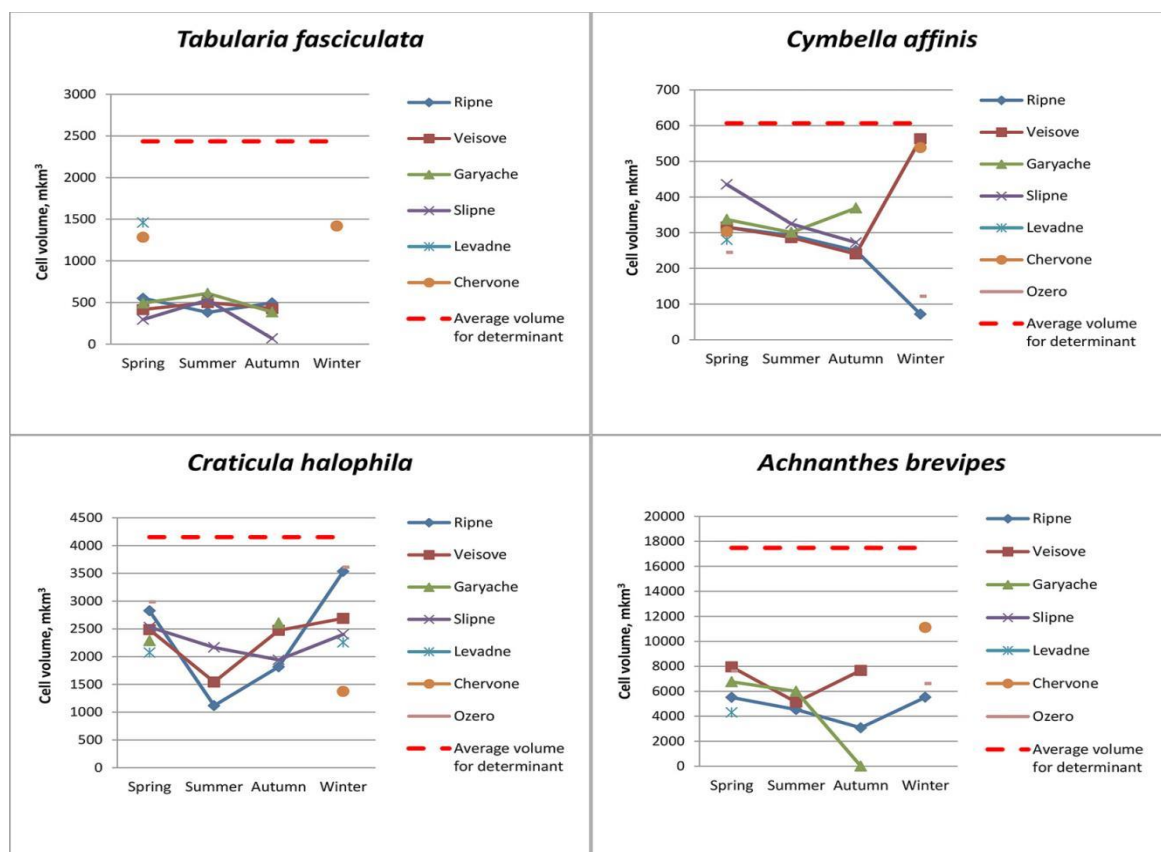 Tabularia fasciculata
Cell volume, mkm³
3000
2500
2000
1500
1000
500
0
Spring Summer Autumn Winter
Ripne
Veisove
Garyache
Slipne
Levadne
Chervone
Average volume
for determinant
Cymbella affinis
Cell volume, mkm³
700
600
500
400
300
200
100
0
Spring Summer Autumn Winter
Ripne
Veisove
Garyache
Slipne
Levadne
Chervone
Ozero
Average volume
for determinant
Craticula halophila
Cell volume, mkm³
4500
4000
3500
3000
2500
2000
1500
1000
500
0
Spring Summer Autumn Winter
Ripne
Veisove
Garyache
Slipne
Levadne
Chervone
Ozero
Average volume
for determinant
Achnanthes brevipes
Cell volume, mkm³
20000
18000
16000
14000
12000
10000
8000
6000
4000
2000
0
Spring Summer Autumn Winter
Ripne
Veisove
Garyache
Slipne
Levadne
Chervone
Ozero
Average volume
for determinant